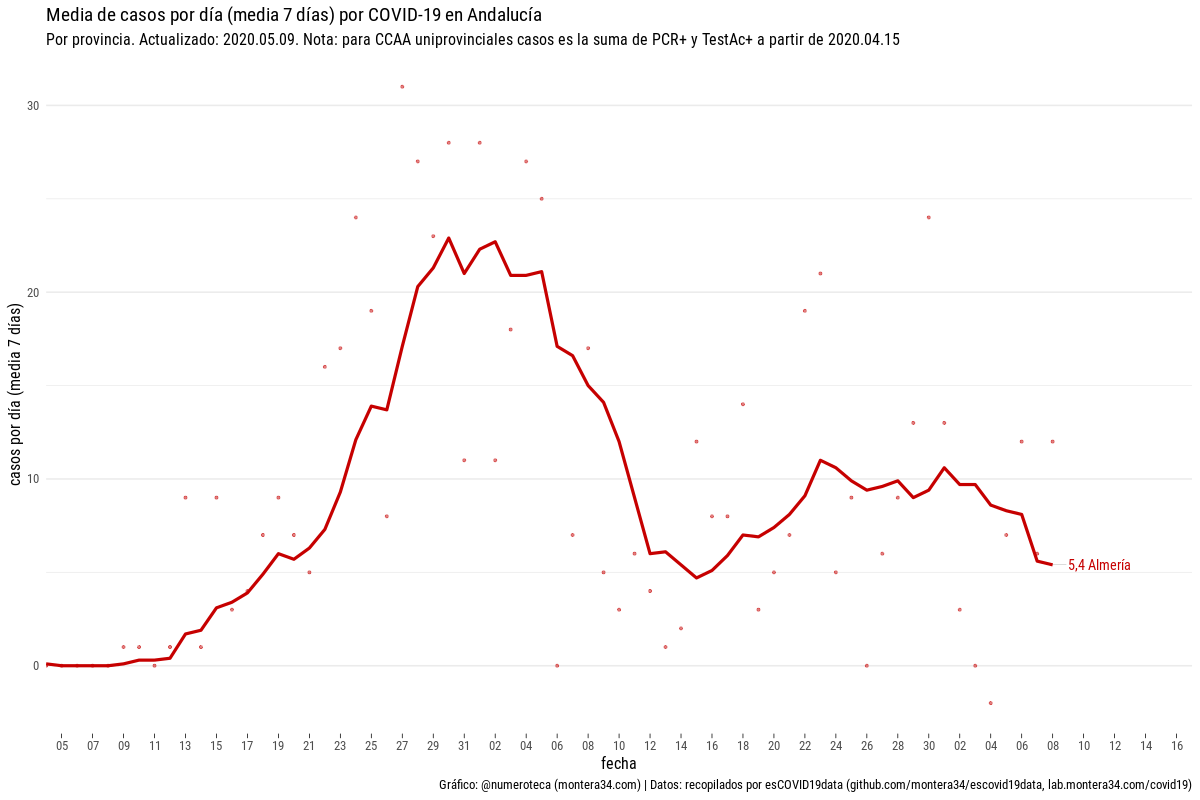 Media de casos por día (media 7 días) por COVID-19 en Andalucía
Por provincia. Actualizado: 2020.05.09. Nota: para CCAA uniprovinciales casos es la suma de PCR+ y TestAc+ a partir de 2020.04.15
casos por día (media 7 días)
30
20
10
0
5,4 Almería
05 07 09 11 13 15 17 19 21 23 25 27 29 31 02 04 06 08 10 12 14 16 18 20 22 24 26 28 30 02 04 06 08 10 12 14 16
fecha
Gráfico: @numeroteca (montera34.com) | Datos: recopilados por esCOVID19data (github.com/montera34/escovid19data, lab.montera34.com/covid19)